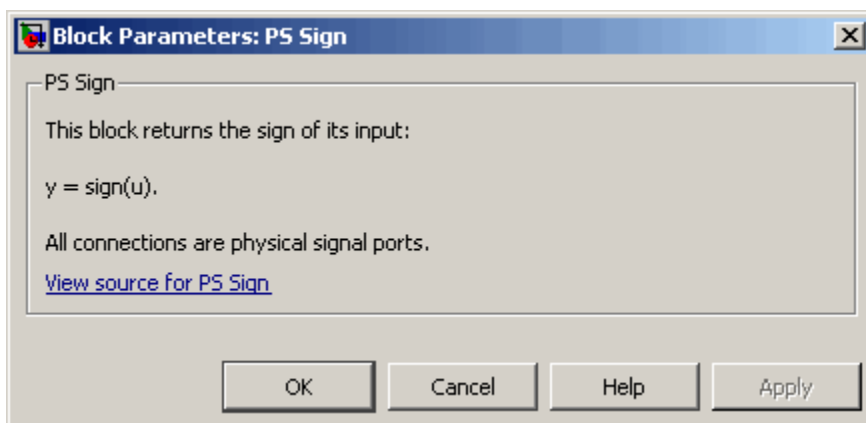 Block Parameters: PS Sign
PS Sign
This block returns the sign of its input:
y = sign(u).
All connections are physical signal ports.
View source for PS Sign
OK Cancel Help Apply